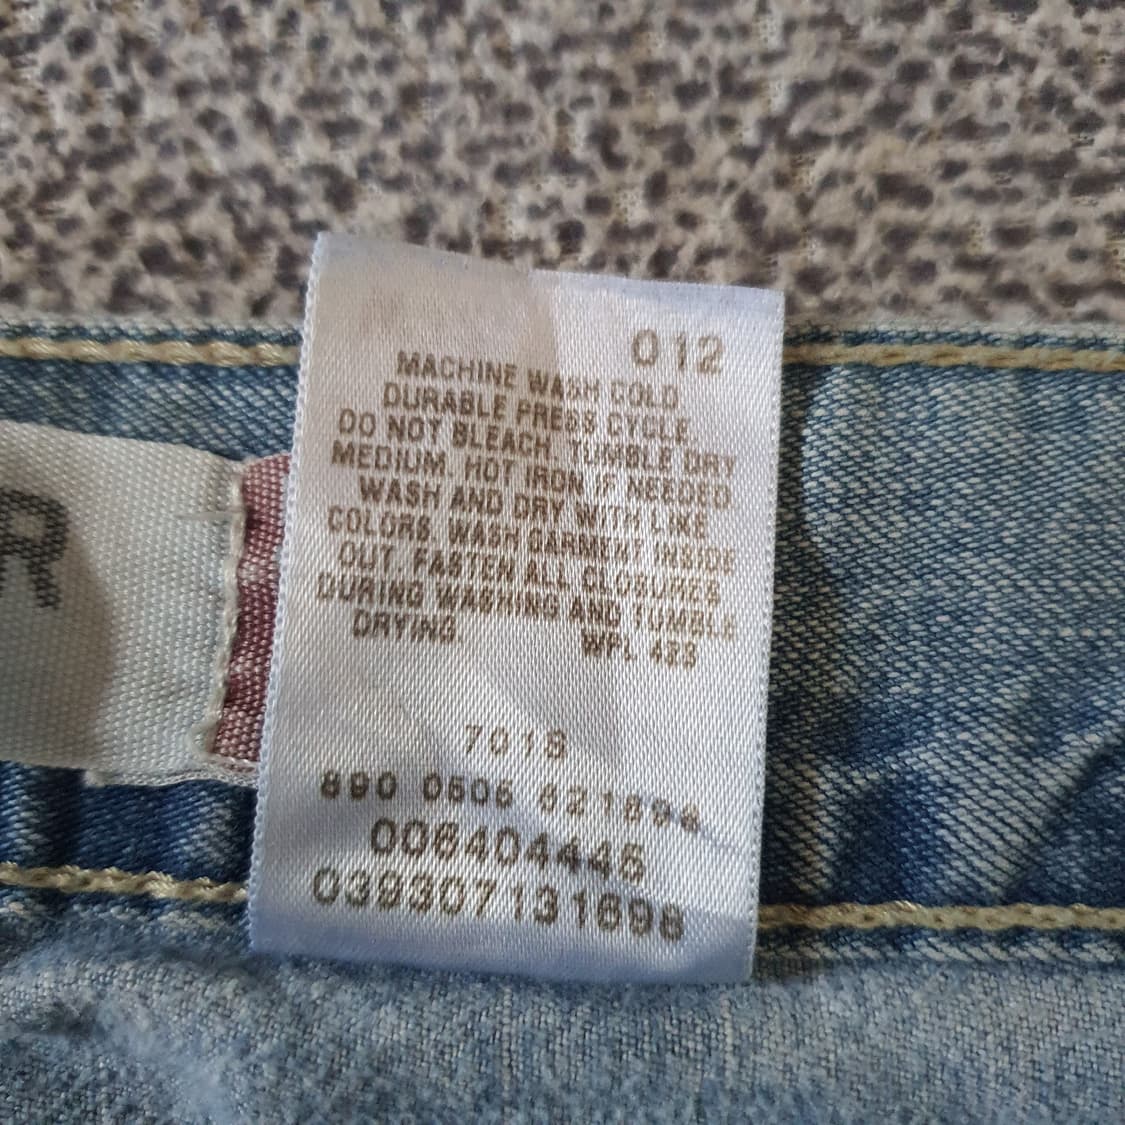 012
MACHINE WASH COLD
DURABLE PRESS CYCLE
DO NOT BLEACH, TUMBLE DRY
MEDIUM, HOT IRON IF NEEDED
WASH AND DRY WITH LIKE
COLORS. WASH GARMENT INSIDE
OUT. FASTEN ALL CLOSURES
DURING WASHING AND TUMBLE
DRYING WPL 423
R
7018
890 0506
006404445
039307131698